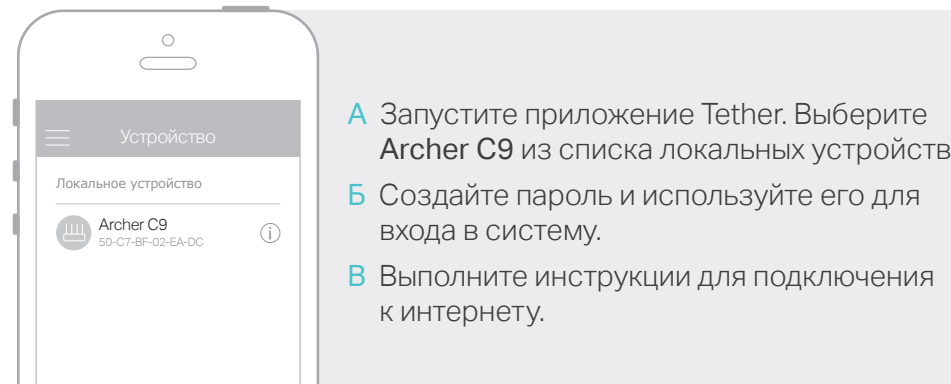 Устройство
Локальное устройство
Archer C9
50-C7-BF-02-EA-DC
А Запустите приложение Tether. Выберите
Archer C9 из списка локальных устройств
Б Создайте пароль и используйте его для
входа в систему.
В Выполните инструкции для подключения
к интернету.